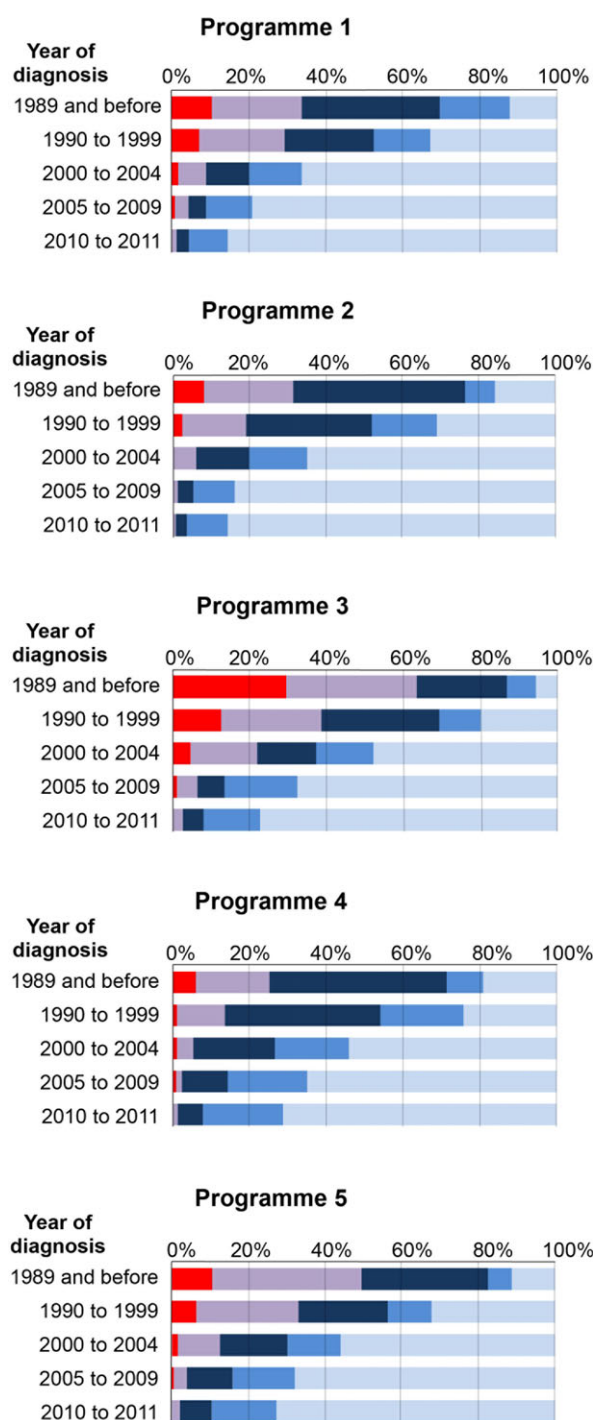 Programme 1
Year of
diagnosis
0% 20% 40% 60% 80% 100%
1989 and before
1990 to 1999
2000 to 2004
2005 to 2009
2010 to 2011
Programme 2
Year of
diagnosis
0% 20% 40% 60% 80% 100%
1989 and before
1990 to 1999
2000 to 2004
2005 to 2009
2010 to 2011
Programme 3
Year of
diagnosis
0% 20% 40% 60% 80% 100%
1989 and before
1990 to 1999
2000 to 2004
2005 to 2009
2010 to 2011
Programme 4
Year of
diagnosis
0% 20% 40% 60% 80% 100%
1989 and before
1990 to 1999
2000 to 2004
2005 to 2009
2010 to 2011
Programme 5
Year of
diagnosis
0% 20% 40% 60% 80% 100%
1989 and before
1990 to 1999
2000 to 2004
2005 to 2009
2010 to 2011